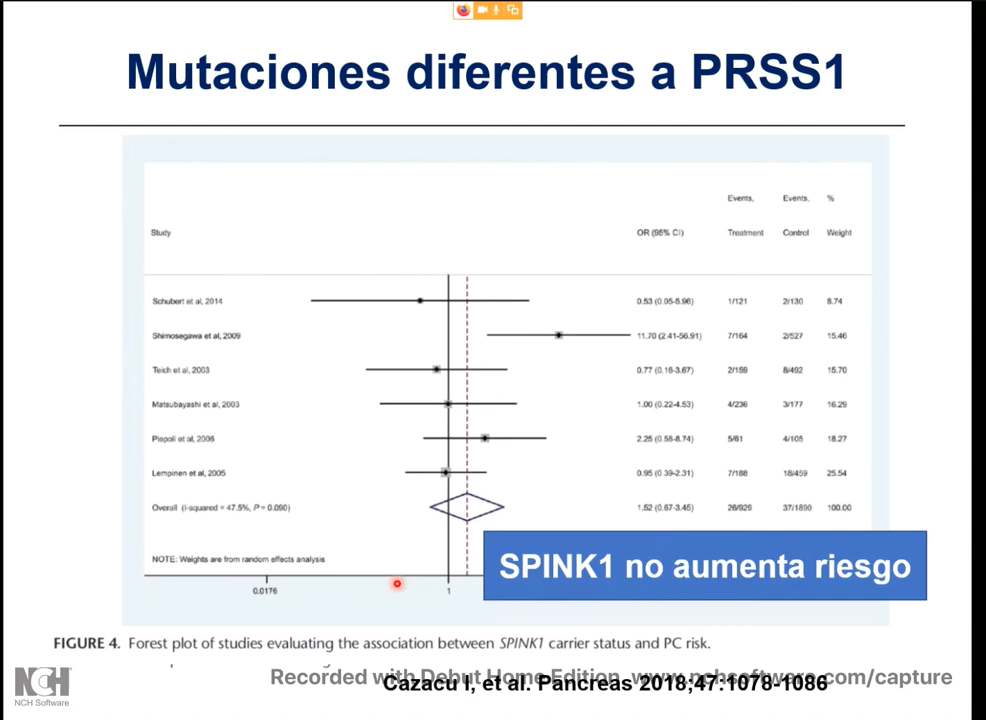 Mutaciones diferentes a PRSS1
Events, Events, %
Study OR (95% CI) Treatment Control Weight
Schubert et al, 2014 0.53 (0.05-5.96) 1/121 2/130 8.74
Shimosegawa et al, 2009 11.70 (2.41-56.91) 7/164 2/527 15.46
Teich et al, 2003 0.77 (0.16-3.67) 2/159 8/492 15.70
Matsubayashi et al, 2003 1.00 (0.22-4.53) 4/236 3/177 16.29
Piepoli et al, 2006 2.25 (0.58-8.74) 5/61 4/105 18.27
Lempinen et al, 2005 0.95 (0.39-2.31) 7/188 18/459 25.54
Overall (I-squared = 47.5%, P = 0.090) 1.52 (0.67-3.45) 26/929 37/1890 100.00
NOTE: Weights are from random effects analysis
SPINK1 no aumenta riesgo
0.0176 1
FIGURE 4. Forest plot of studies evaluating the association between SPINK1 carrier status and PC risk.
NCH
NCH Software
Recorded with Debut Home Edition www.nchsoftware.com/capture
Cazacu I, et al. Pancreas 2018;47:1078-1086